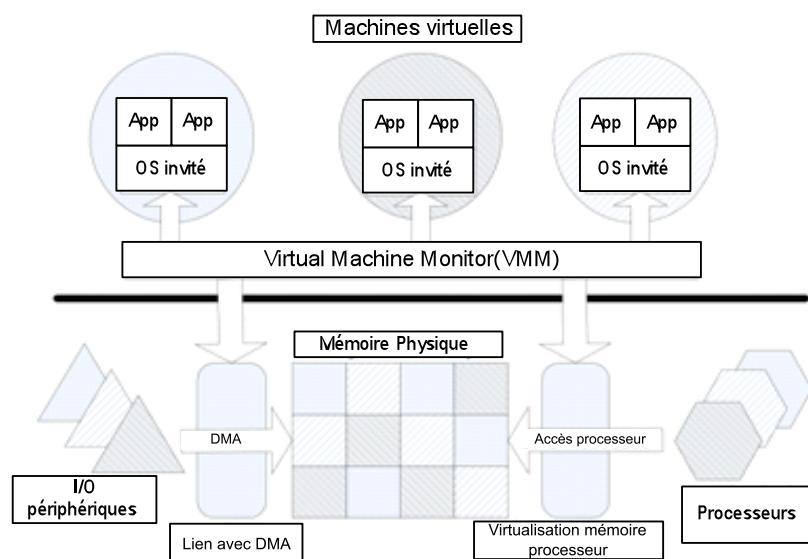 Machines virtuelles
App App
OS invité
App App
OS invité
App App
OS invité
Virtual Machine Monitor(VMM)
Mémoire Physique
DMA
Accès processeur
I/O
périphériques
Processeurs
Lien avec DMA
Virtualisation mémoire
processeur